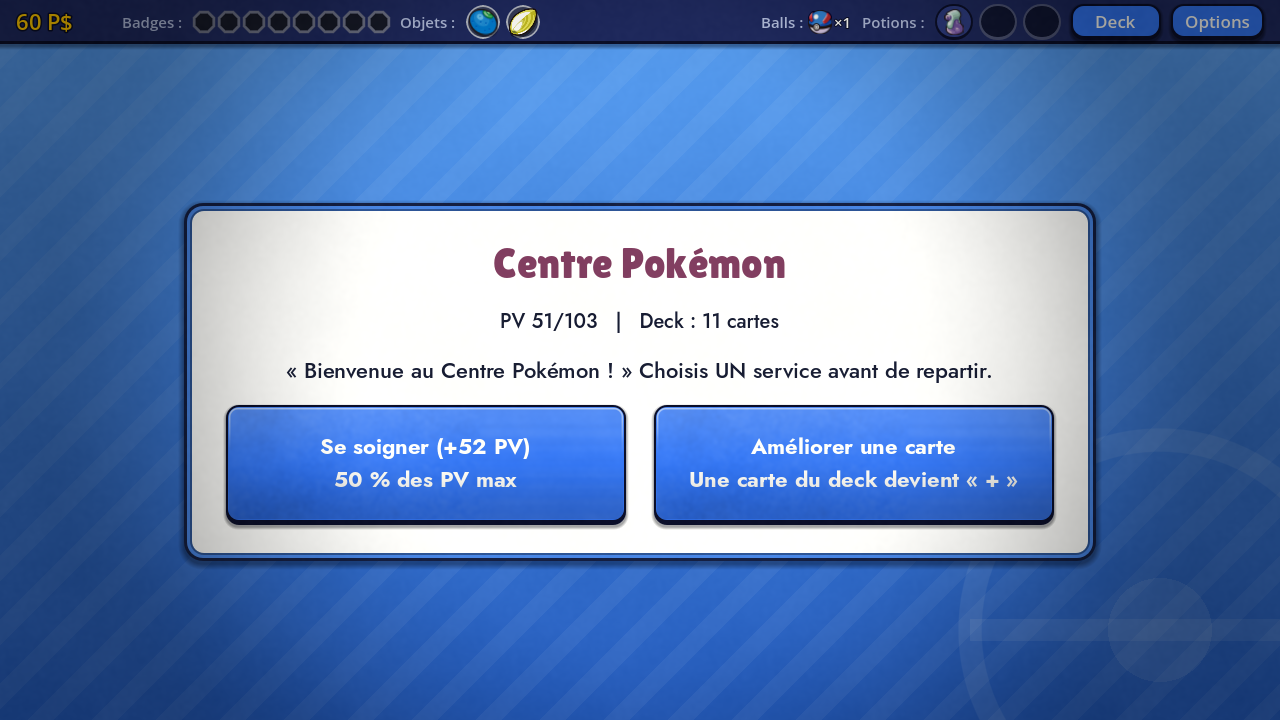 60 P$ Badges : Objets : Balls : ×1 Potions : Deck Options
Centre Pokémon
PV 51/103 | Deck : 11 cartes
« Bienvenue au Centre Pokémon ! » Choisis UN service avant de repartir.
Se soigner (+52 PV)
50 % des PV max
Améliorer une carte
Une carte du deck devient « + »